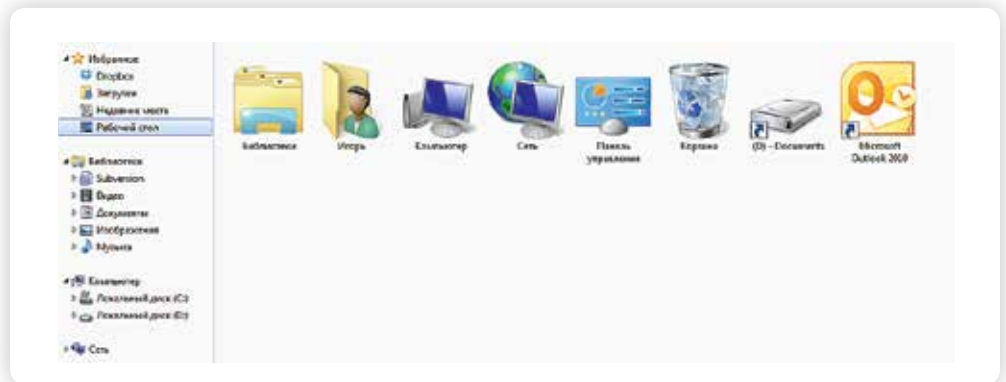 Избранное
Dropbox
Загрузки
Недавние места
Рабочий стол
Библиотеки
Subversion
Видео
Документы
Изображения
Музыка
Компьютер
Локальный диск (C:)
Локальный диск (D:)
Сеть
Библиотеки
Игорь
Компьютер
Сеть
Панель
управления
Корзина
(D) - Documents
Microsoft
Outlook 2010